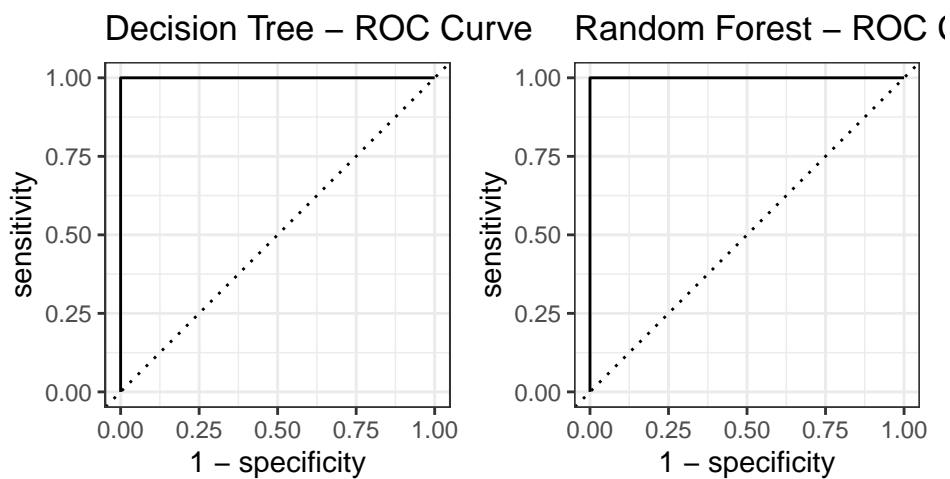 Decision Tree – ROC Curve
1.00
0.75
0.50
0.25
0.00
sensitivity
0.00 0.25 0.50 0.75 1.00
1 – specificity
Random Forest – ROC
1.00
0.75
0.50
0.25
0.00
sensitivity
0.00 0.25 0.50 0.75 1.00
1 – specificity